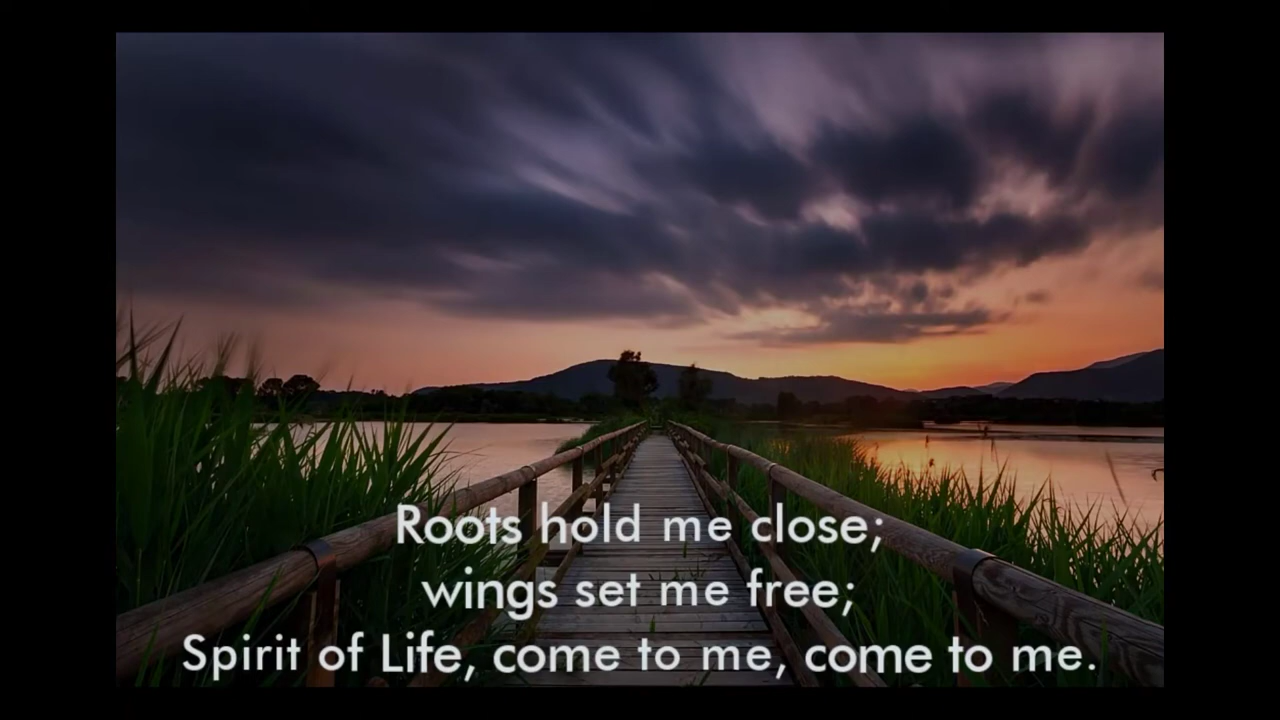 Roots hold me close;
wings set me free;
Spirit of Life, come to me, come to me.